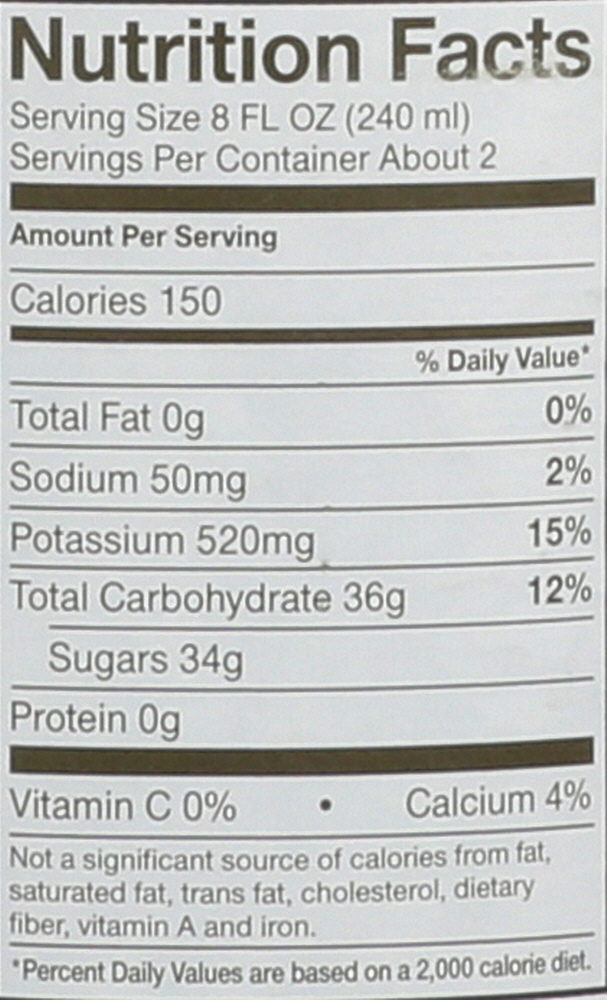 Nutrition Facts
Serving Size 8 FL OZ (240 ml)
Servings Per Container About 2
Amount Per Serving
Calories 150
% Daily Value*
Total Fat 0g 0%
Sodium 50mg 2%
Potassium 520mg 15%
Total Carbohydrate 36g 12%
Sugars 34g
Protein 0g
Vitamin C 0% • Calcium 4%
Not a significant source of calories from fat,
saturated fat, trans fat, cholesterol, dietary
fiber, vitamin A and iron.
*Percent Daily Values are based on a 2,000 calorie diet.